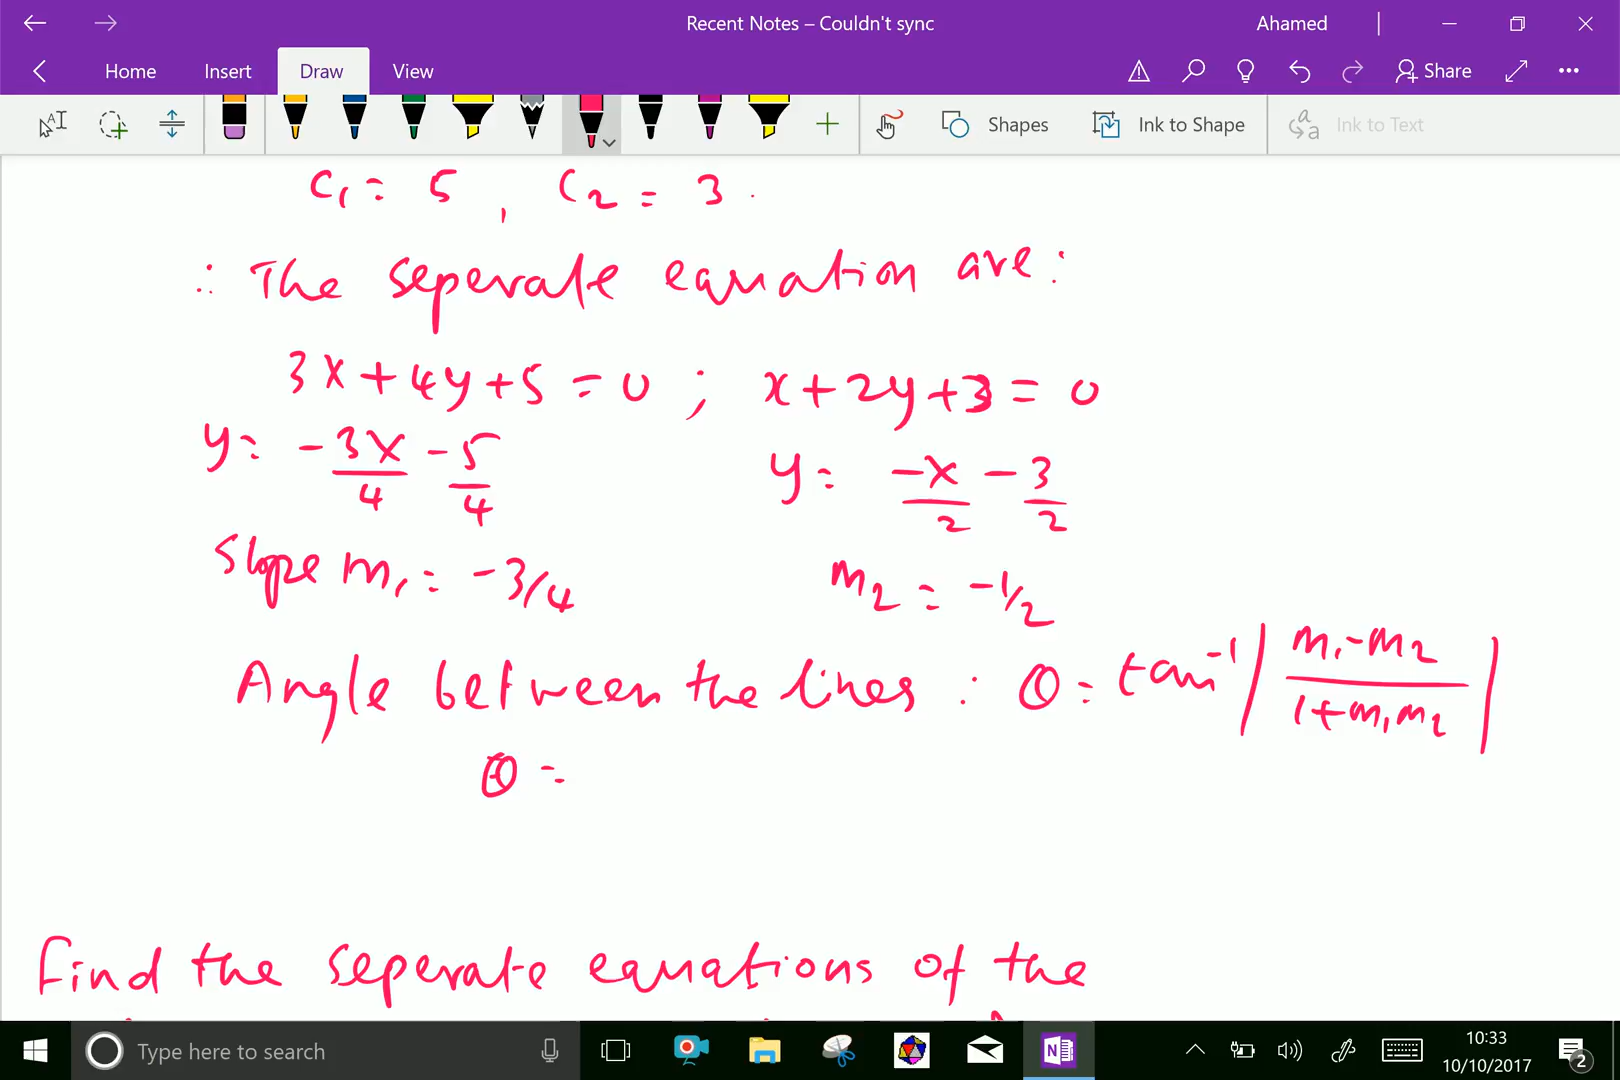 Recent Notes – Couldn't sync
Ahamed
Home Insert Draw View Share
Shapes Ink to Shape Ink to Text
C₁ = 5 , C₂ = 3 .
∴ The seperate equation are :
3x+4y+5 = 0 ; x+2y+3 = 0
y = -3x/4 - 5/4 y = -x/2 - 3/2
Slope m₁ = -3/4 m₂ = -1/2
Angle between the lines : θ = tan⁻¹ | m₁-m₂ / 1+m₁m₂ |
θ =
Find the seperate equations of the
Type here to search
10:33
10/10/2017
2